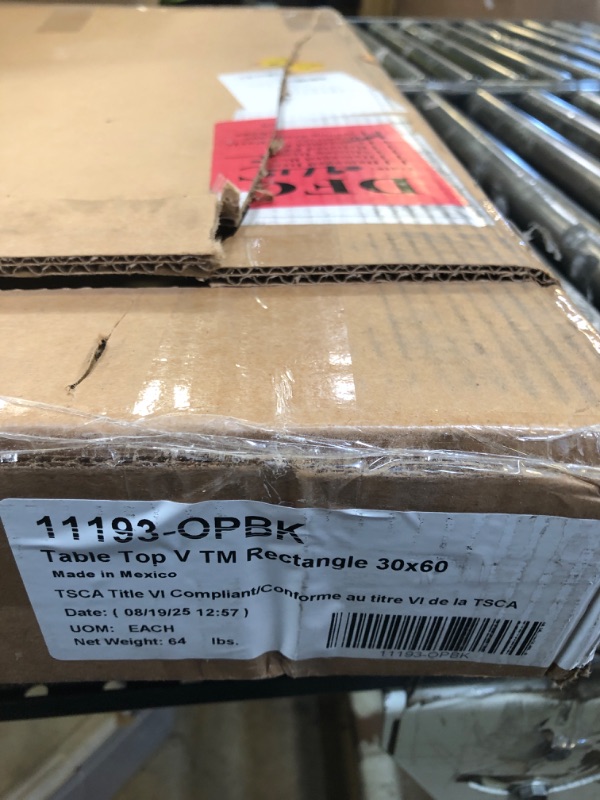 11193-OPBK
Table Top V TM Rectangle 30x60
Made in Mexico
TSCA Title VI Compliant/Conforme au titre VI de la TSCA
Date: ( 08/19/25 12:57 )
UOM: EACH
Net Weight: 64 lbs.
11193-OPBK